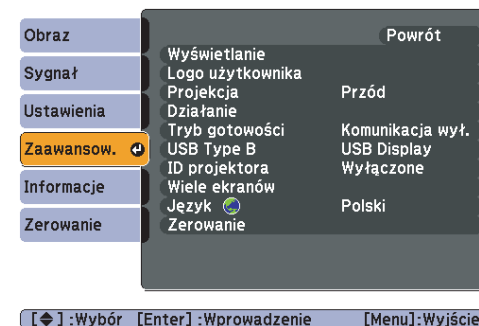 Obraz
Sygnał
Ustawienia
Zaawansow.
Informacje
Zerowanie
Powrót
Wyświetlanie
Logo użytkownika
Projekcja Przód
Działanie
Tryb gotowości Komunikacja wył.
USB Type B USB Display
ID projektora Wyłączone
Wiele ekranów
Język Polski
Zerowanie
[ ] :Wybór [Enter] :Wprowadzenie [Menu]:Wyjście